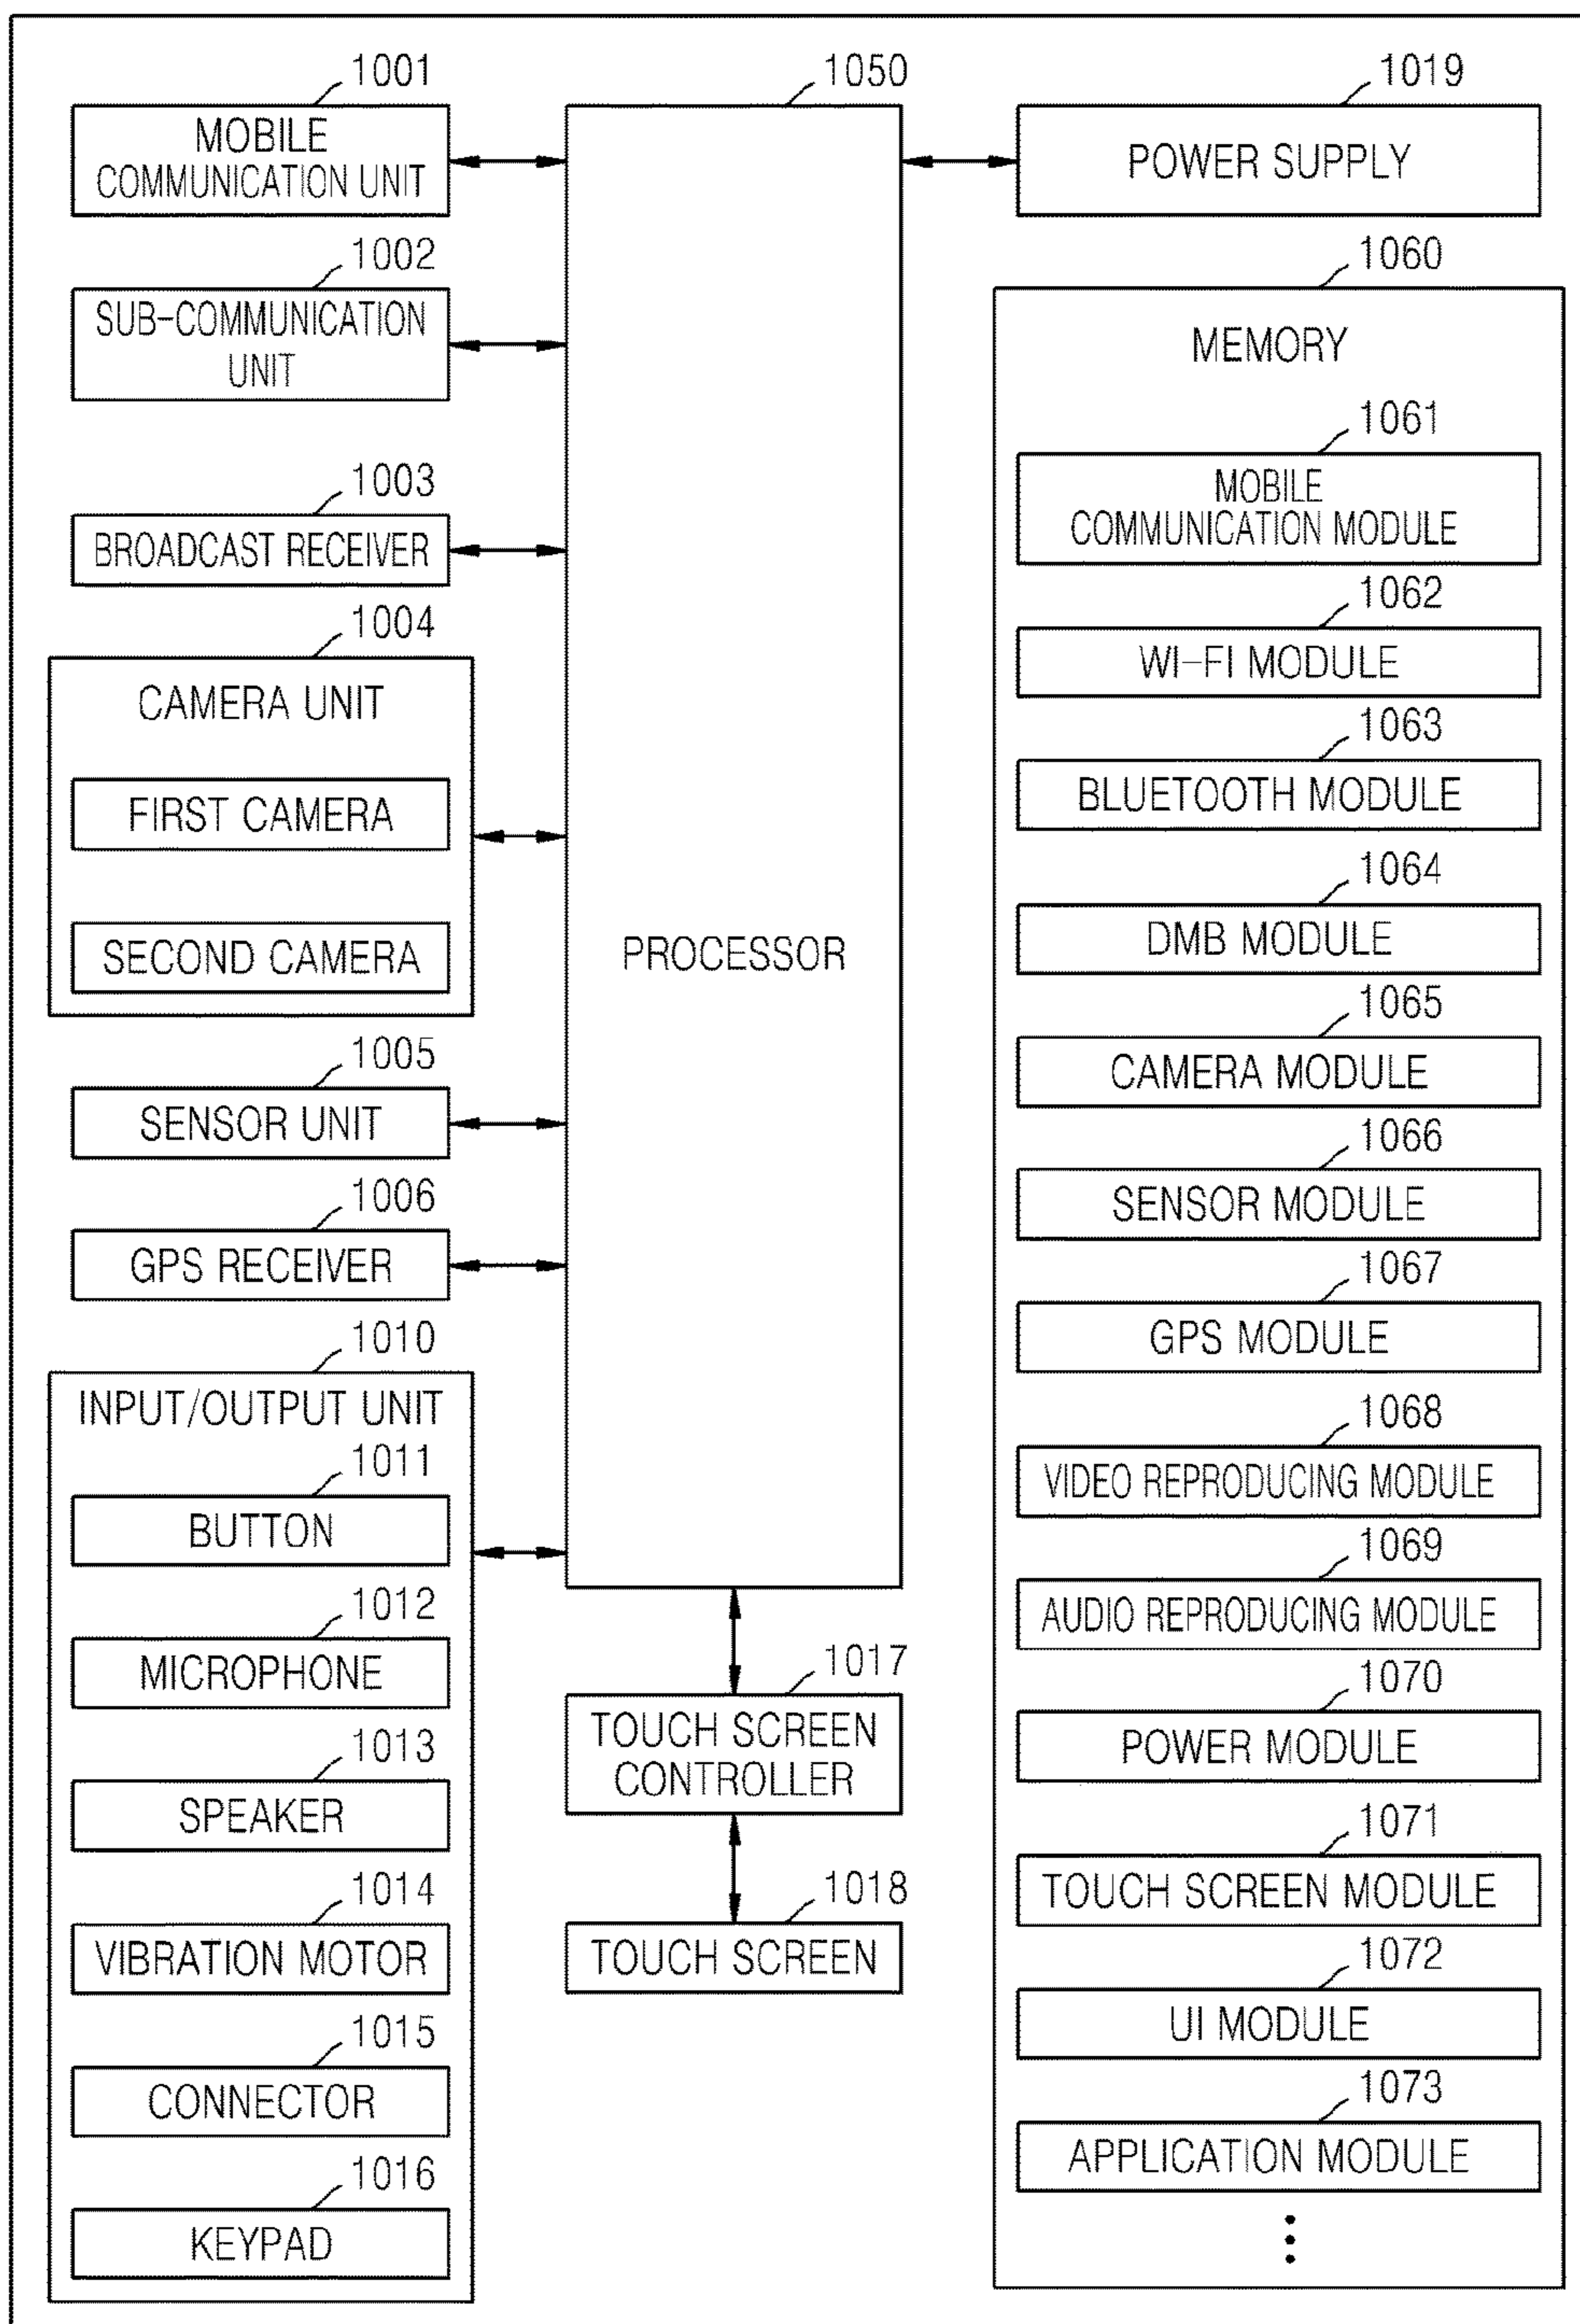 1001
MOBILE
COMMUNICATION UNIT
1002
SUB-COMMUNICATION
UNIT
1003
BROADCAST RECEIVER
1004
CAMERA UNIT
FIRST CAMERA
SECOND CAMERA
1005
SENSOR UNIT
1006
GPS RECEIVER
1010
INPUT/OUTPUT UNIT
1011
BUTTON
1012
MICROPHONE
1013
SPEAKER
1014
VIBRATION MOTOR
1015
CONNECTOR
1016
KEYPAD
1050
PROCESSOR
1017
TOUCH SCREEN
CONTROLLER
1018
TOUCH SCREEN
1019
POWER SUPPLY
1060
MEMORY
1061
MOBILE
COMMUNICATION MODULE
1062
WI-FI MODULE
1063
BLUETOOTH MODULE
1064
DMB MODULE
1065
CAMERA MODULE
1066
SENSOR MODULE
1067
GPS MODULE
1068
VIDEO REPRODUCING MODULE
1069
AUDIO REPRODUCING MODULE
1070
POWER MODULE
1071
TOUCH SCREEN MODULE
1072
UI MODULE
1073
APPLICATION MODULE